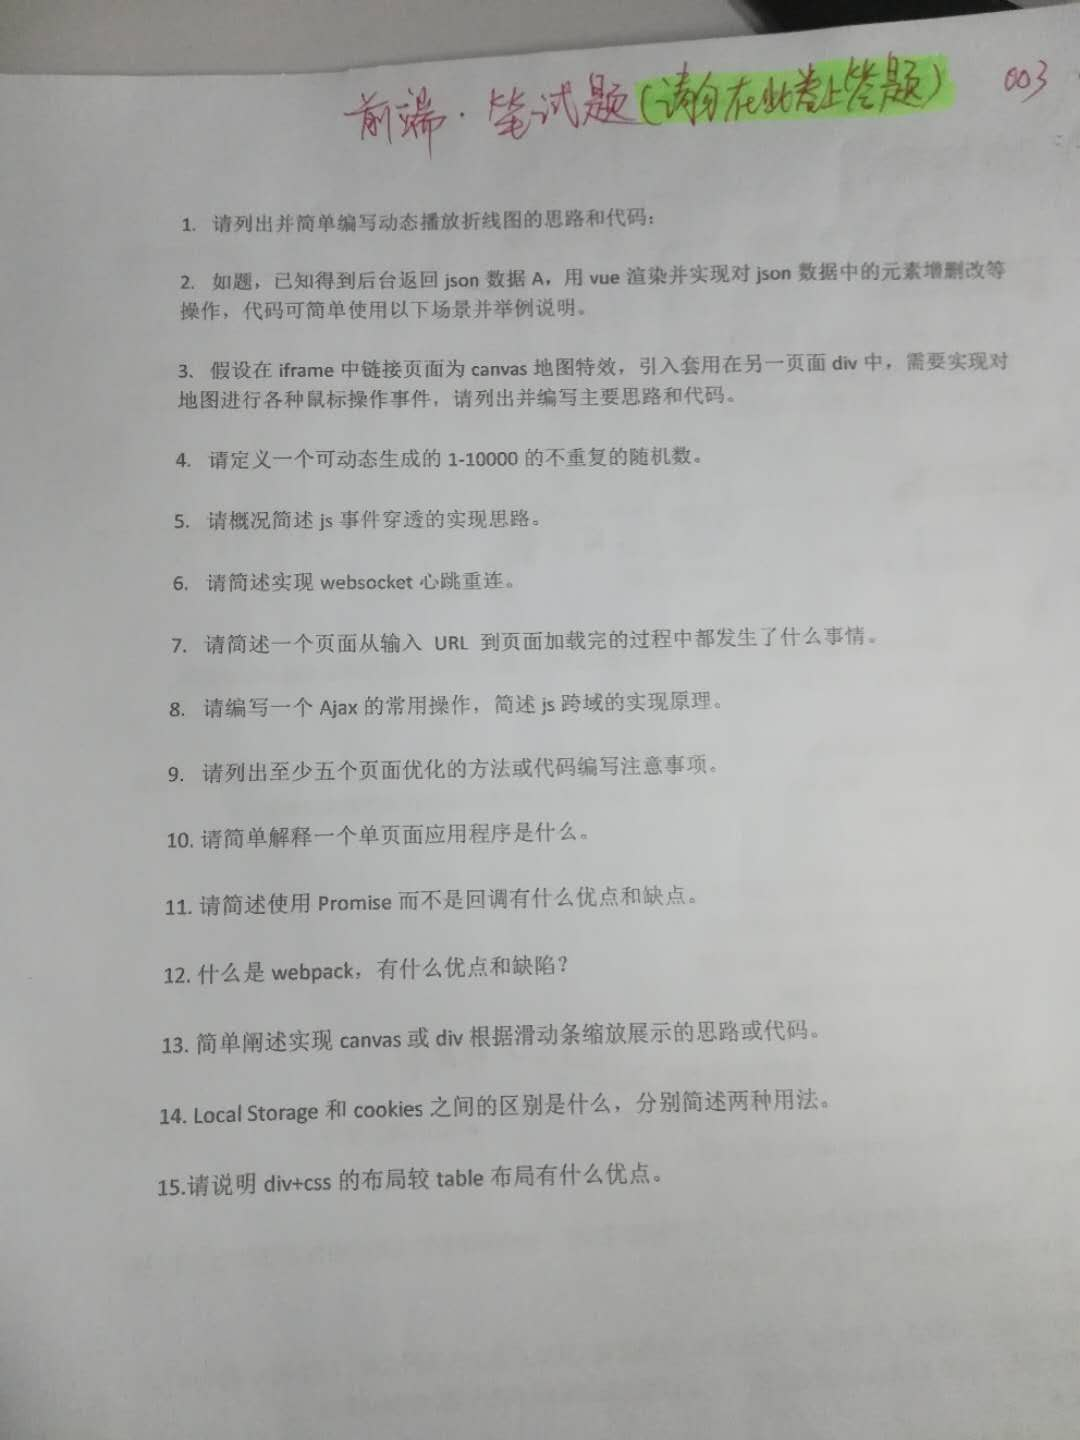 前端·笔试题(请勿在此卷上答题) 003
1. 请列出并简单编写动态播放折线图的思路和代码;
2. 如题，已知得到后台返回 json 数据 A，用 vue 渲染并实现对 json 数据中的元素增删改等
操作，代码可简单使用以下场景并举例说明。
3. 假设在 iframe 中链接页面为 canvas 地图特效，引入套用在另一页面 div 中，需要实现对
地图进行各种鼠标操作事件，请列出并编写主要思路和代码。
4. 请定义一个可动态生成的 1-10000 的不重复的随机数。
5. 请概况简述 js 事件穿透的实现思路。
6. 请简述实现 websocket 心跳重连。
7. 请简述一个页面从输入 URL 到页面加载完的过程中都发生了什么事情。
8. 请编写一个 Ajax 的常用操作，简述 js 跨域的实现原理。
9. 请列出至少五个页面优化的方法或代码编写注意事项。
10. 请简单解释一个单页面应用程序是什么。
11. 请简述使用 Promise 而不是回调有什么优点和缺点。
12. 什么是 webpack，有什么优点和缺陷？
13. 简单阐述实现 canvas 或 div 根据滑动条缩放展示的思路或代码。
14. Local Storage 和 cookies 之间的区别是什么，分别简述两种用法。
15.请说明 div+css 的布局较 table 布局有什么优点。